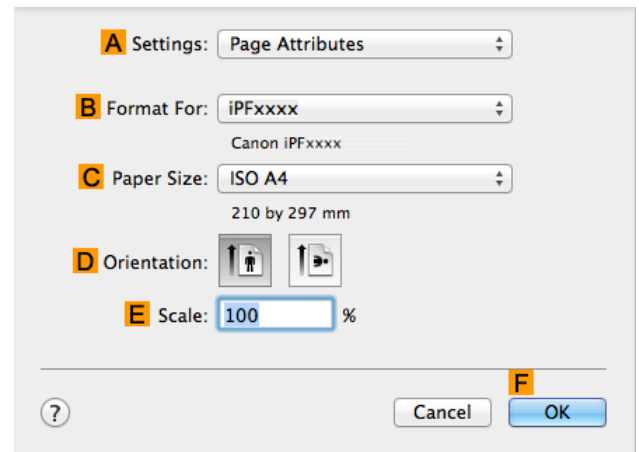 A Settings: Page Attributes
B Format For: iPFxxxx
Canon iPFxxxx
C Paper Size: ISO A4
210 by 297 mm
D Orientation:
E Scale: 100 %
F
? Cancel OK